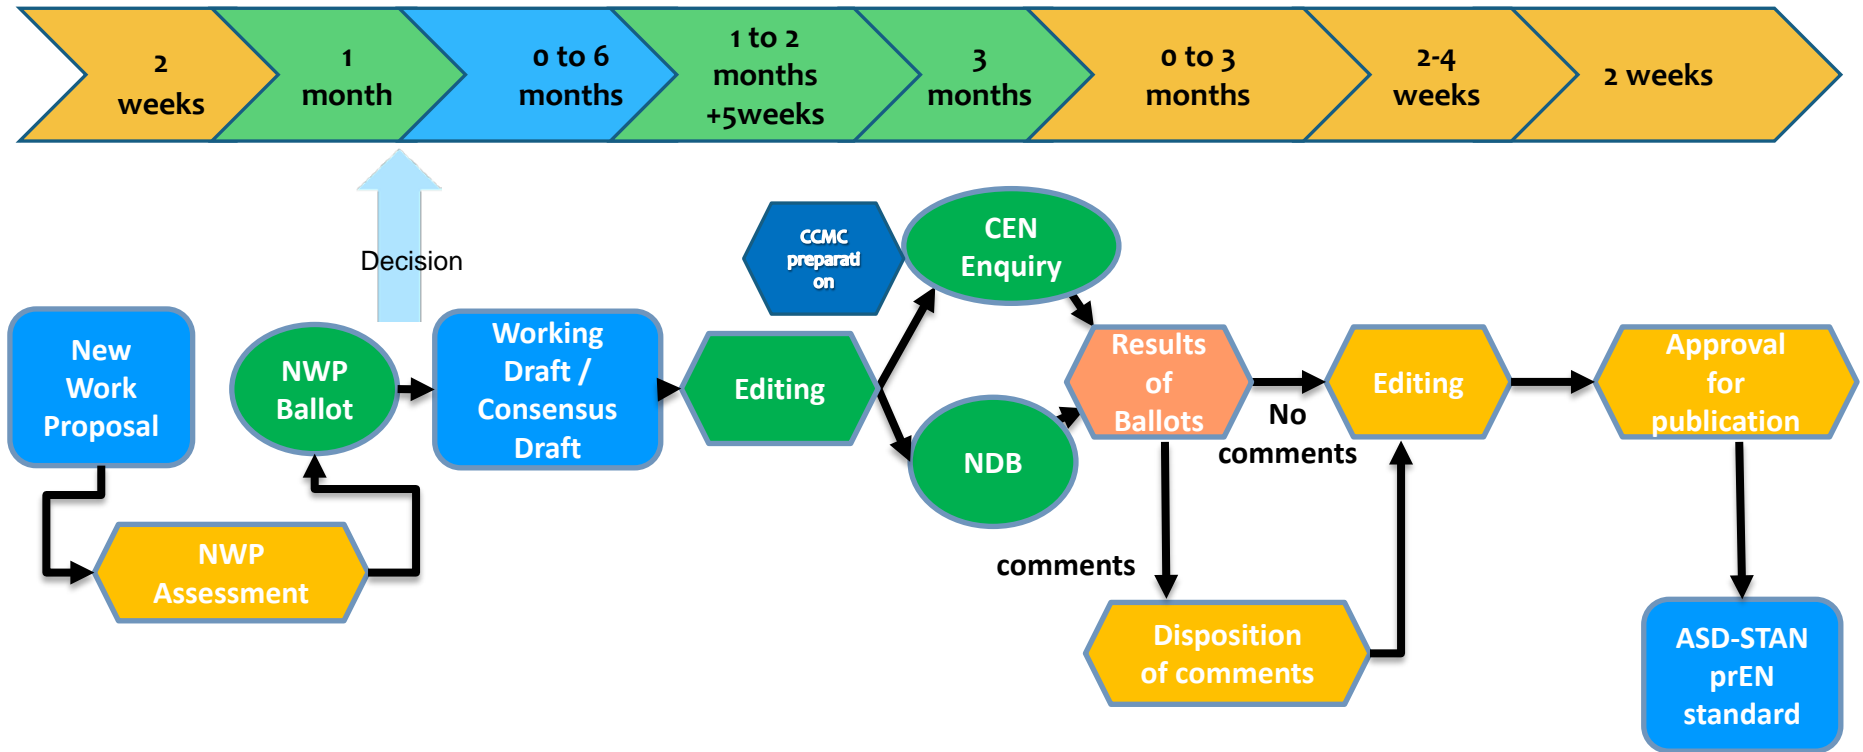 2
weeks
1
month
0 to 6
months
1 to 2
months
+5weeks
3
months
0 to 3
months
2-4
weeks
2 weeks
Decision
New
Work
Proposal
NWP
Assessment
NWP
Ballot
Working
Draft /
Consensus
Draft
Editing
CCMC
preparati
on
CEN
Enquiry
NDB
Results
of
Ballots
No
comments
comments
Disposition
of comments
Editing
Approval
for
publication
ASD-STAN
prEN
standard